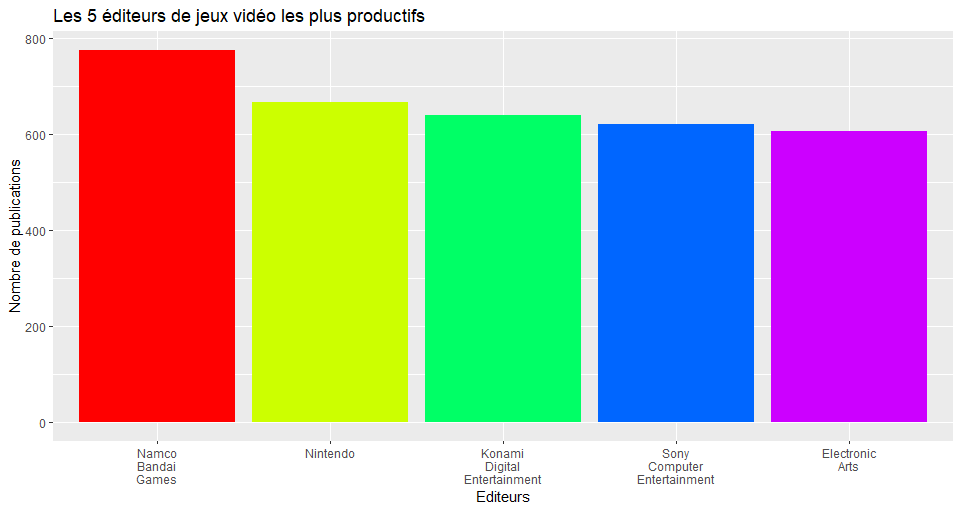 Les 5 éditeurs de jeux vidéo les plus productifs
Nombre de publications
800
600
400
200
0
Namco
Bandai
Games
Nintendo
Konami
Digital
Entertainment
Sony
Computer
Entertainment
Electronic
Arts
Editeurs